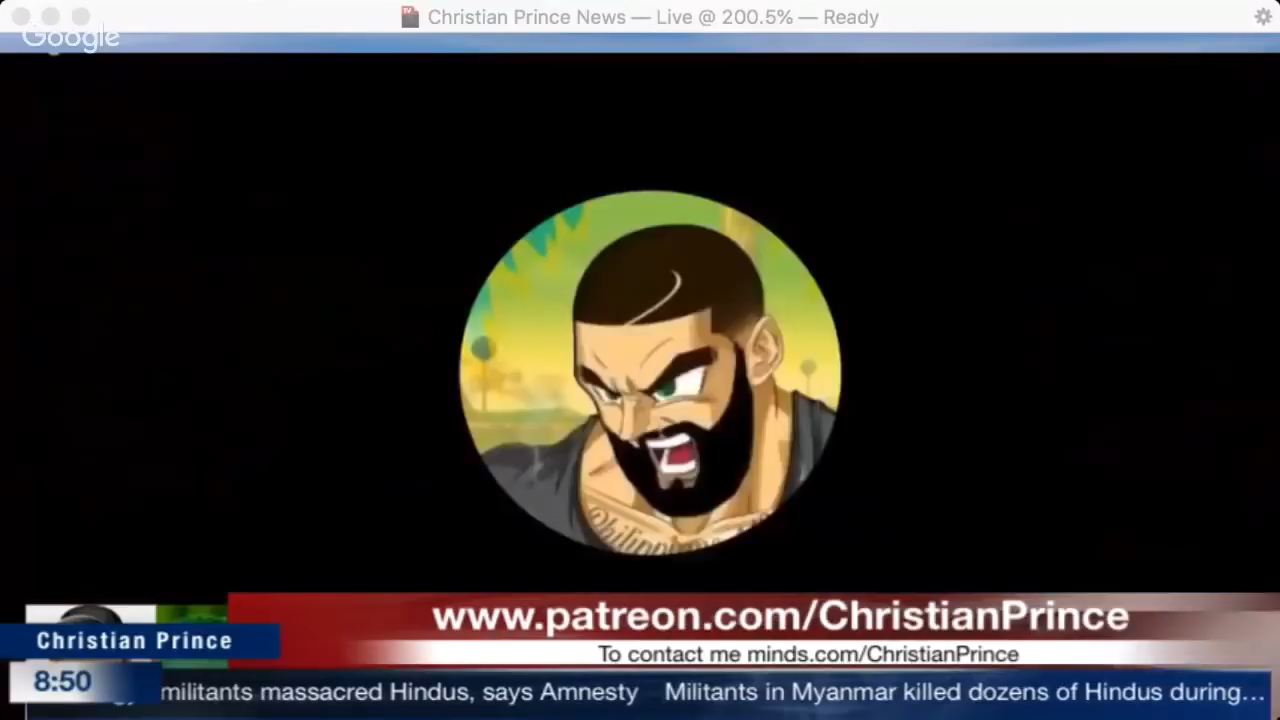 Christian Prince News — Live @ 200.5% — Ready
Google
www.patreon.com/ChristianPrince
Christian Prince
To contact me minds.com/ChristianPrince
8:50
militants massacred Hindus, says Amnesty Militants in Myanmar killed dozens of Hindus during...